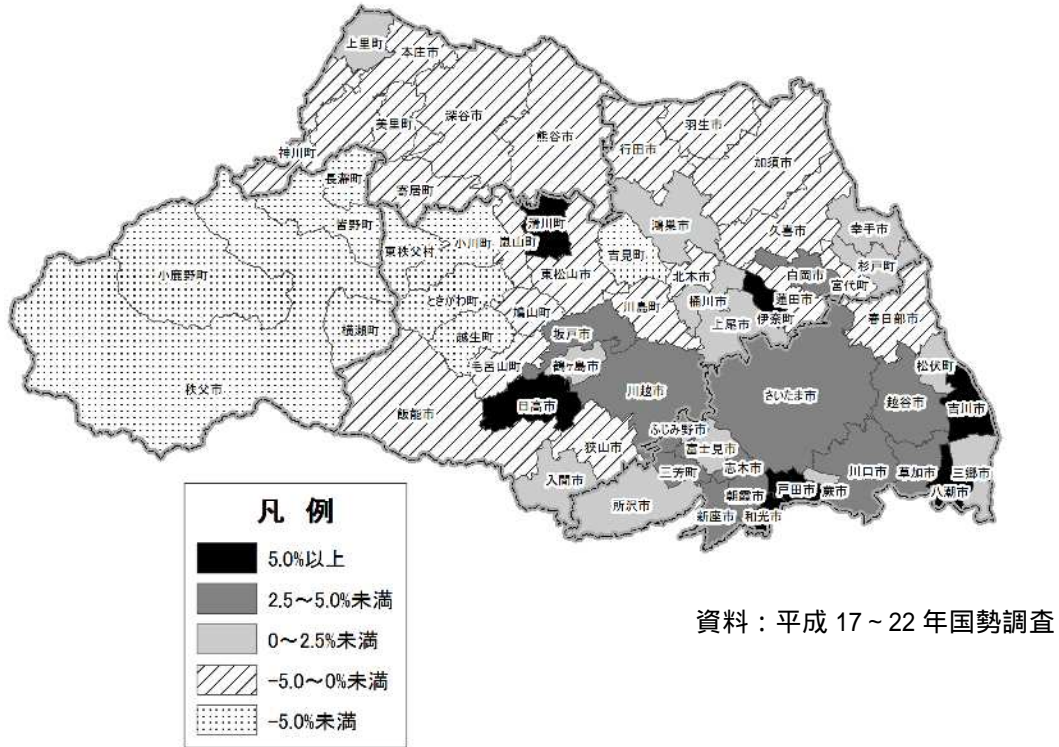 上里町
本庄市
美里町
深谷市
熊谷市
神川町
寄居町
長瀞町
皆野町
小鹿野町
秩父市
横瀬町
東秩父村
小川町
嵐山町
滑川町
ときがわ町
東松山市
吉見町
鳩山町
川島町
越生町
毛呂山町
行田市
羽生市
加須市
鴻巣市
久喜市
幸手市
杉戸町
白岡市
宮代町
北本市
桶川市
蓮田市
上尾市
伊奈町
春日部市
松伏町
坂戸市
鶴ヶ島市
日高市
飯能市
川越市
さいたま市
越谷市
吉川市
ふじみ野市
富士見市
狭山市
入間市
三芳町
志木市
所沢市
朝霞市
新座市
和光市
戸田市
蕨市
川口市
草加市
八潮市
三郷市
凡 例
5.0%以上
2.5～5.0%未満
0～2.5%未満
-5.0～0%未満
-5.0%未満
資料：平成 17～22 年国勢調査